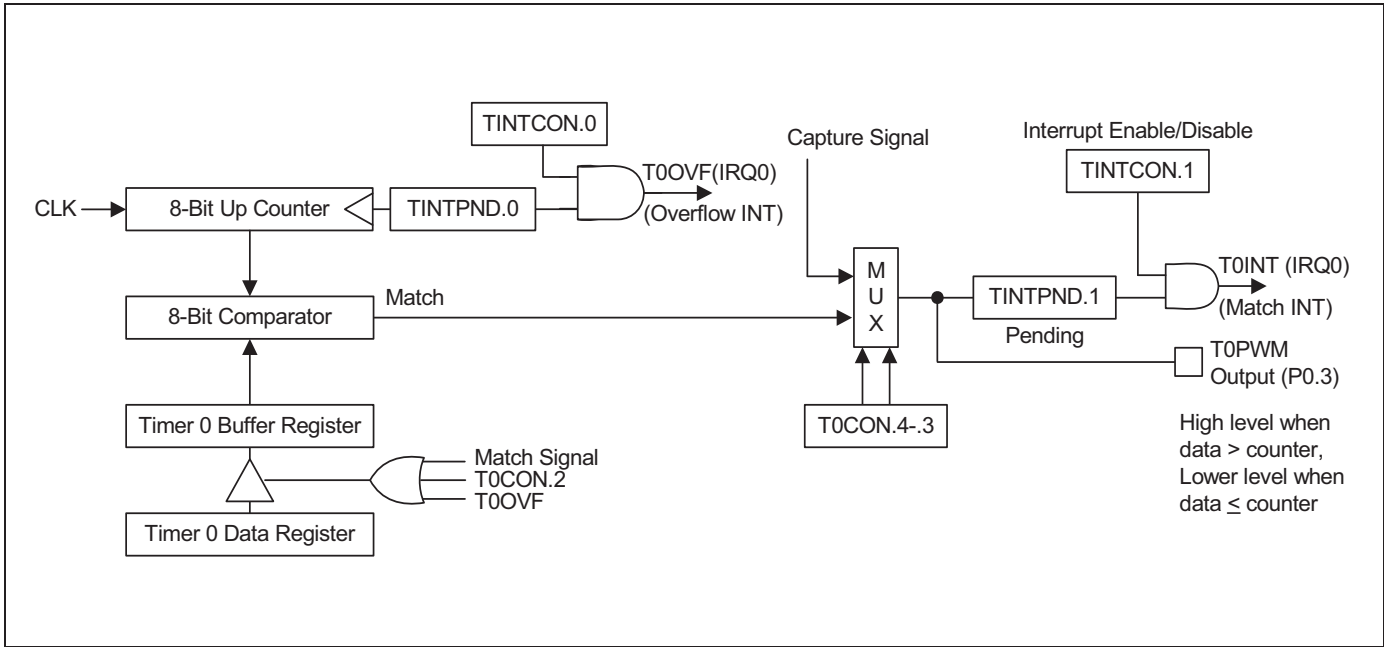 TINTCON.0
Capture Signal
Interrupt Enable/Disable
TINTCON.1
T0OVF(IRQ0)
(Overflow INT)
CLK
8-Bit Up Counter
TINTPND.0
M
U
X
T0INT (IRQ0)
(Match INT)
TINTPND.1
Pending
8-Bit Comparator
Match
T0PWM
Output (P0.3)
Timer 0 Buffer Register
T0CON.4-.3
High level when
data > counter,
Lower level when
data ≤ counter
Match Signal
T0CON.2
T0OVF
Timer 0 Data Register